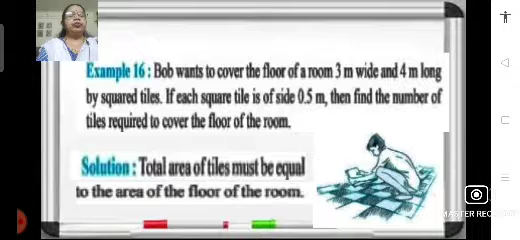 Example 16 : Bob wants to cover the floor of a room 3 m wide and 4 m long
by squared tiles. If each square tile is of side 0.5 m, then find the number of
tiles required to cover the floor of the room.
Solution : Total area of tiles must be equal
to the area of the floor of the room.
MASTER RECORDER